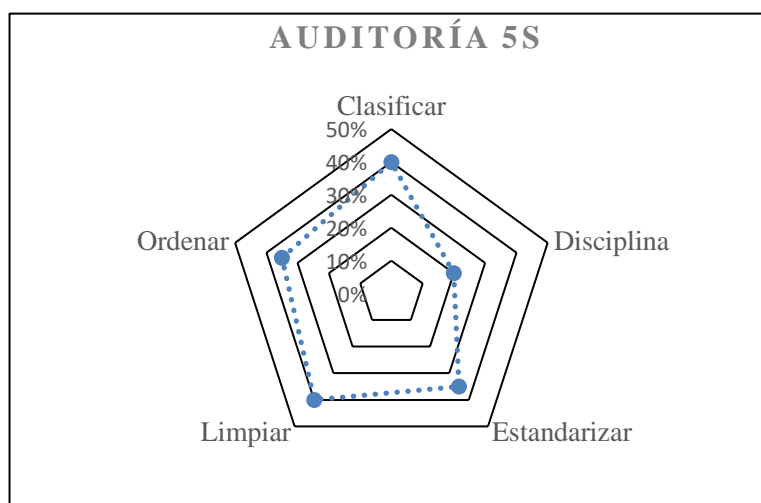 AUDITORÍA 5S
Clasificar
50%
40%
30%
20%
10%
0%
Ordenar
Disciplina
Limpiar
Estandarizar